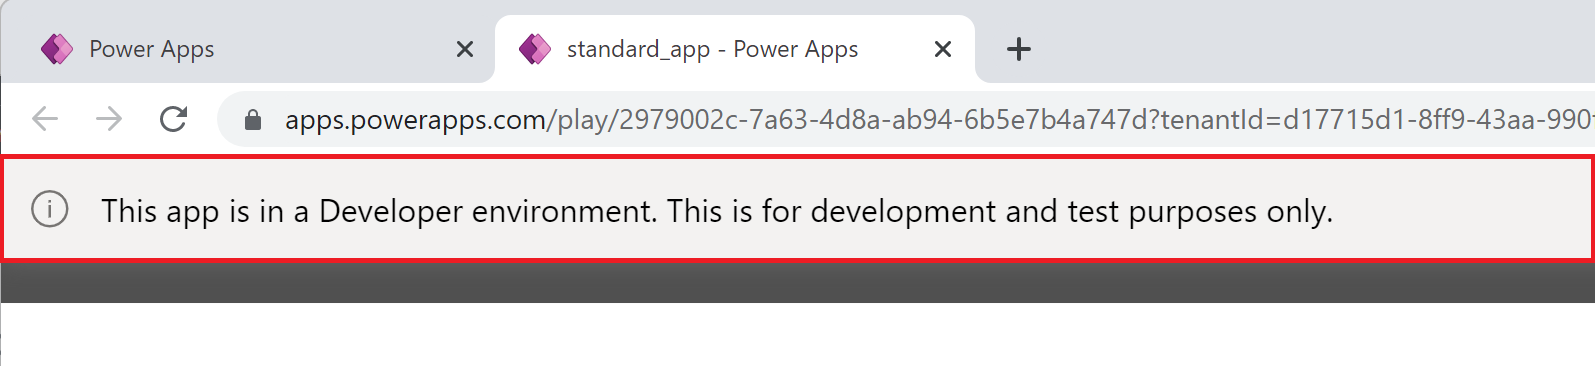 Power Apps
standard_app - Power Apps
apps.powerapps.com/play/2979002c-7a63-4d8a-ab94-6b5e7b4a747d?tenantId=d17715d1-8ff9-43aa-990
This app is in a Developer environment. This is for development and test purposes only.